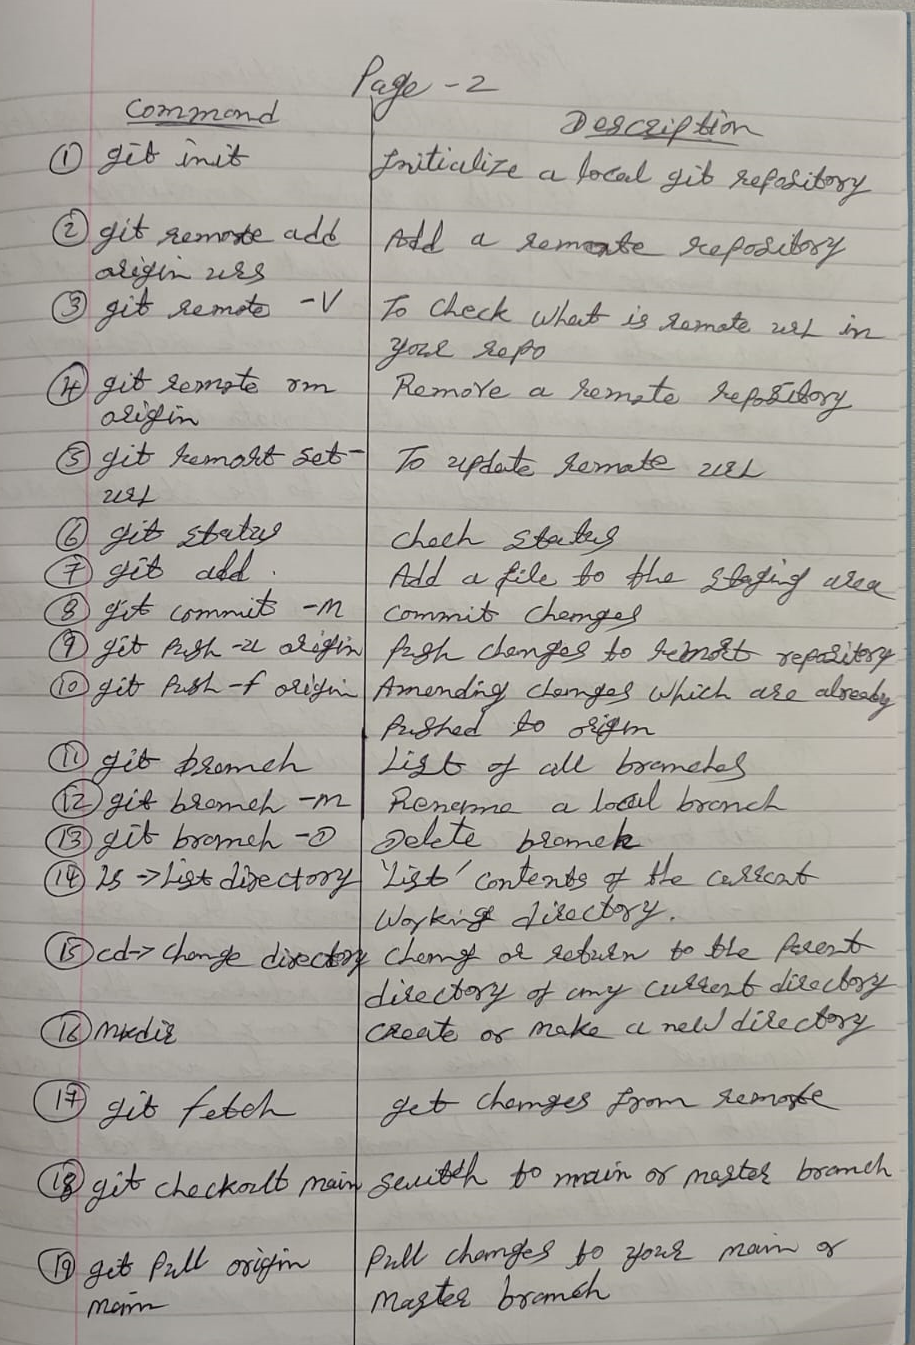 Page - 2
Command Description
① git init Initialize a local git repository
② git remote add Add a remote repository
origin url
③ git remote -V To check what is remote url in
your repo
④ git remote rm Remove a remote repository
origin
⑤ git remort set- To update remate url
url
⑥ git status check status
⑦ git add . Add a file to the staging area
⑧ git commit -m commit changes
⑨ git Push -u origin Push changes to remort repository
⑩ git Push -f origin Amending changes which are already
Pushed to origin
⑪ git branch List of all branches
⑫ git branch -m Rename a local branch
⑬ git branch -D Delete branch
⑭ ls -> List directory 'List' contents of the current
Working directory.
⑮ cd -> change directory chang or return to the Parent
directory of any current directory
⑯ mkdir create or make a new directory
⑰ git fetch get changes from remote
⑱ git checkout main switch to main or master branch
⑲ git Pull origin Pull changes to your main or
main master branch